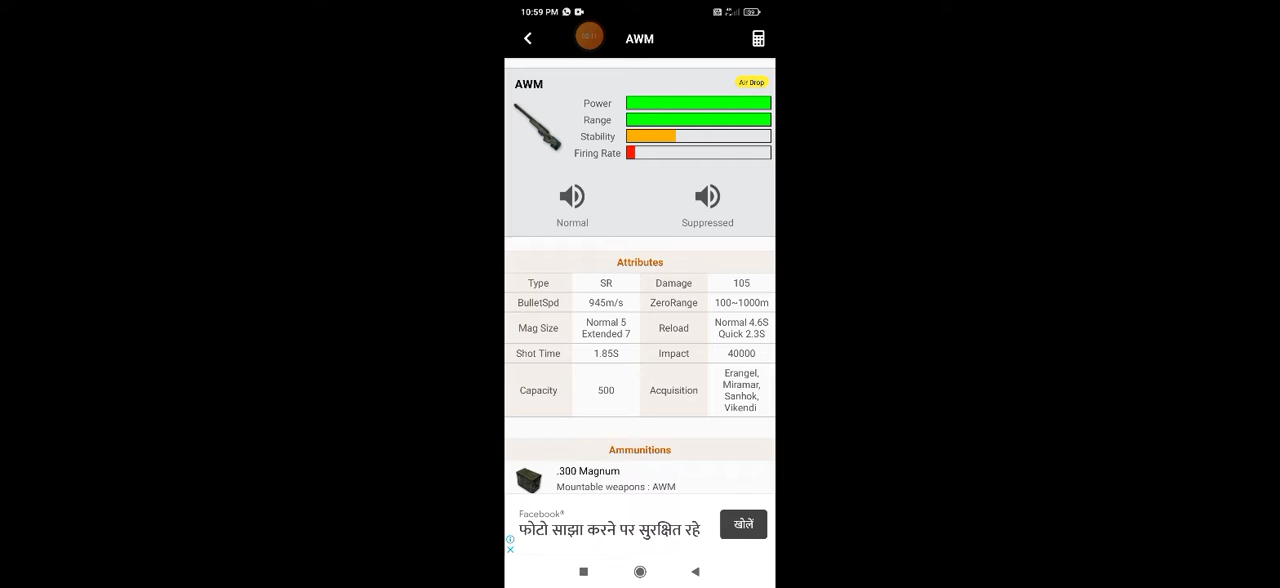 10:59 PM
02:11
AWM
AWM
Air Drop
Power
Range
Stability
Firing Rate
Normal
Suppressed
Attributes
Type SR Damage 105
BulletSpd 945m/s ZeroRange 100~1000m
Mag Size Normal 5 Extended 7 Reload Normal 4.6S Quick 2.3S
Shot Time 1.85S Impact 40000
Capacity 500 Acquisition Erangel, Miramar, Sanhok, Vikendi
Ammunitions
.300 Magnum
Mountable weapons : AWM
Facebook®
फोटो साझा करने पर सुरक्षित रहे
खोलें